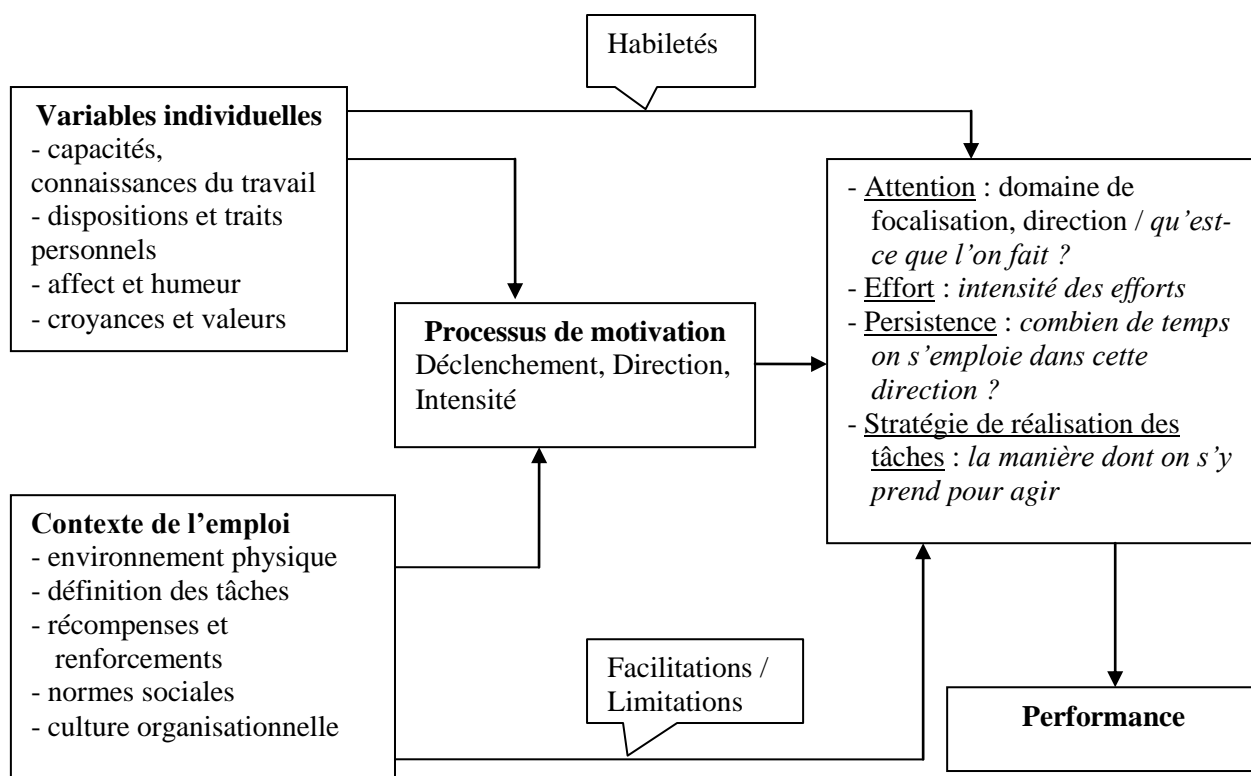 Habiletés
Variables individuelles
- capacités,
connaissances du travail
- dispositions et traits
personnels
- affect et humeur
- croyances et valeurs
- Attention : domaine de
focalisation, direction / qu’est-
ce que l’on fait ?
- Effort : intensité des efforts
- Persistence : combien de temps
on s’emploie dans cette
direction ?
- Stratégie de réalisation des
tâches : la manière dont on s’y
prend pour agir
Processus de motivation
Déclenchement, Direction,
Intensité
Contexte de l’emploi
- environnement physique
- définition des tâches
- récompenses et
renforcements
- normes sociales
- culture organisationnelle
Facilitations /
Limitations
Performance